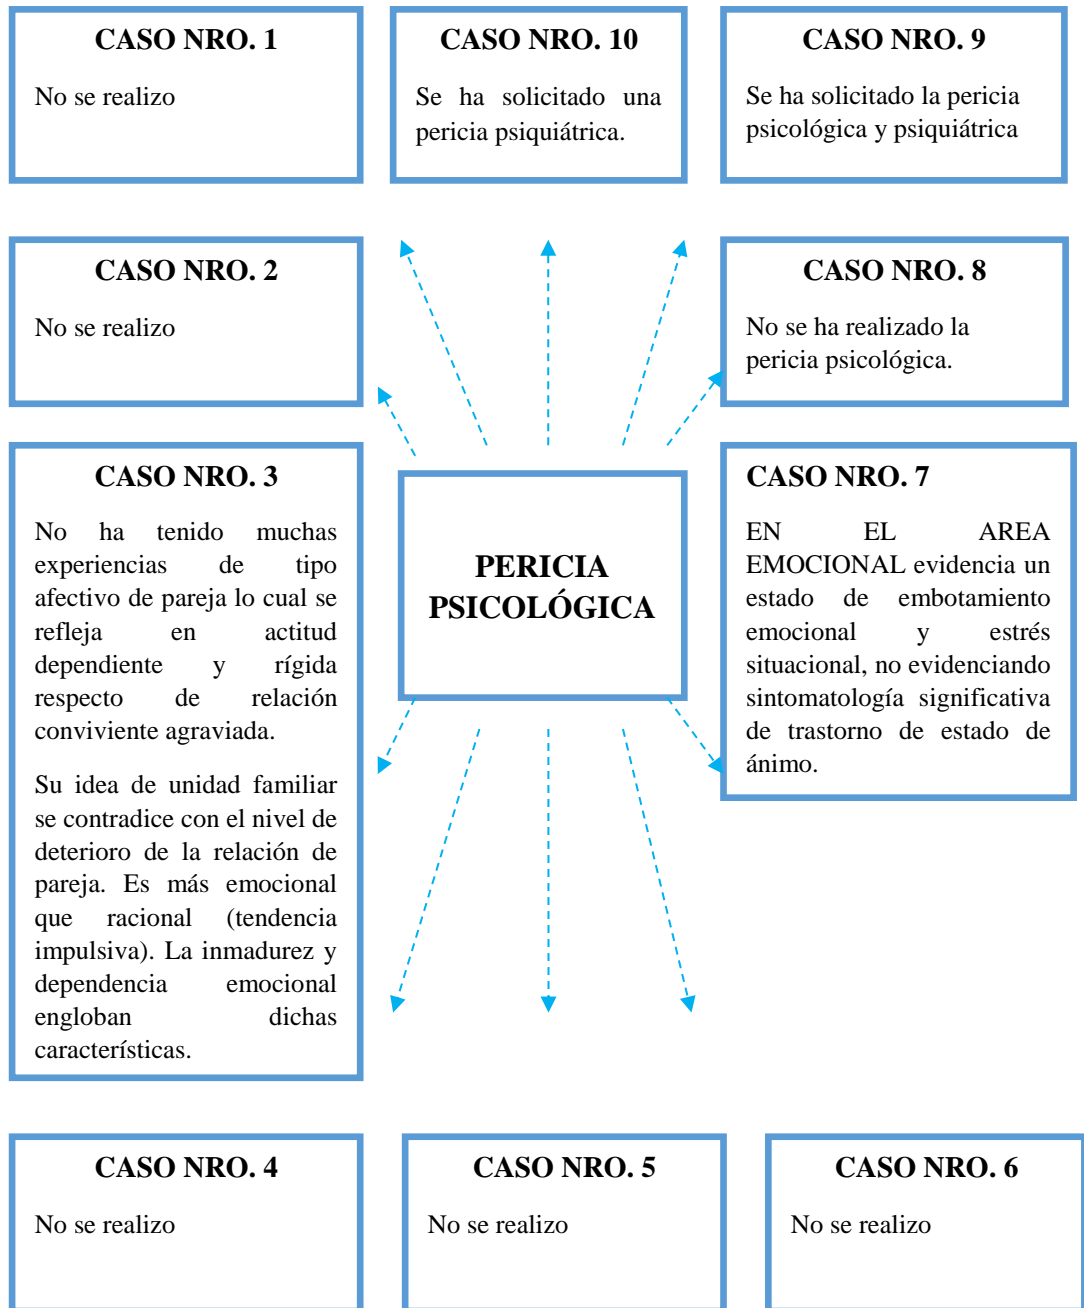 CASO NRO. 1
No se realizo
CASO NRO. 10
Se ha solicitado una
pericia psiquiátrica.
CASO NRO. 9
Se ha solicitado la pericia
psicológica y psiquiátrica
CASO NRO. 2
No se realizo
CASO NRO. 8
No se ha realizado la
pericia psicológica.
CASO NRO. 3
No ha tenido muchas
experiencias de tipo
afectivo de pareja lo cual se
refleja en actitud
dependiente y rígida
respecto de relación
conviviente agraviada.
Su idea de unidad familiar
se contradice con el nivel de
deterioro de la relación de
pareja. Es más emocional
que racional (tendencia
impulsiva). La inmadurez y
dependencia emocional
engloban dichas
características.
PERICIA
PSICOLÓGICA
CASO NRO. 7
EN EL AREA
EMOCIONAL evidencia un
estado de embotamiento
emocional y estrés
situacional, no evidenciando
sintomatología significativa
de trastorno de estado de
ánimo.
CASO NRO. 4
No se realizo
CASO NRO. 5
No se realizo
CASO NRO. 6
No se realizo